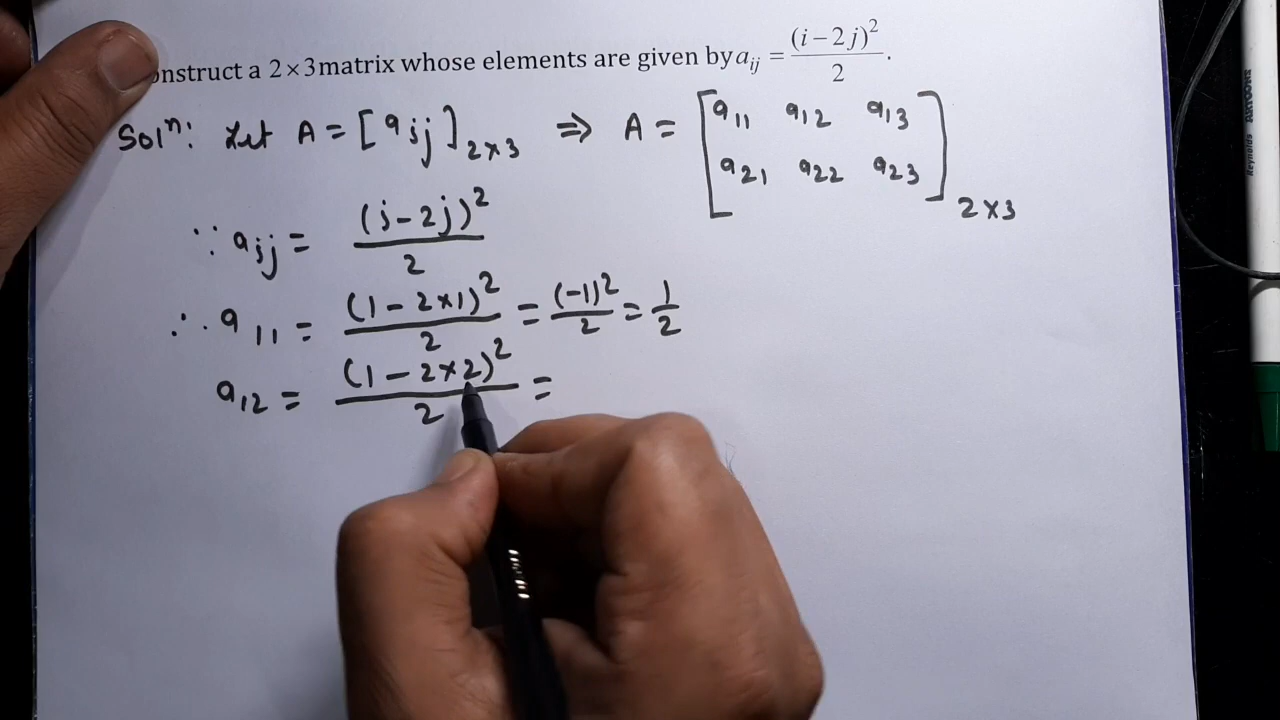 onstruct a 2×3 matrix whose elements are given by a_ij = (i−2j)²/2.
Solⁿ: Let A = [a_ij]_2×3 ⇒ A = [a11 a12 a13
a21 a22 a23]_2×3
∵ a_ij = (i−2j)²/2
∴ a11 = (1−2×1)²/2 = (-1)²/2 = 1/2
a12 = (1−2×2)²/2 =
Reynolds